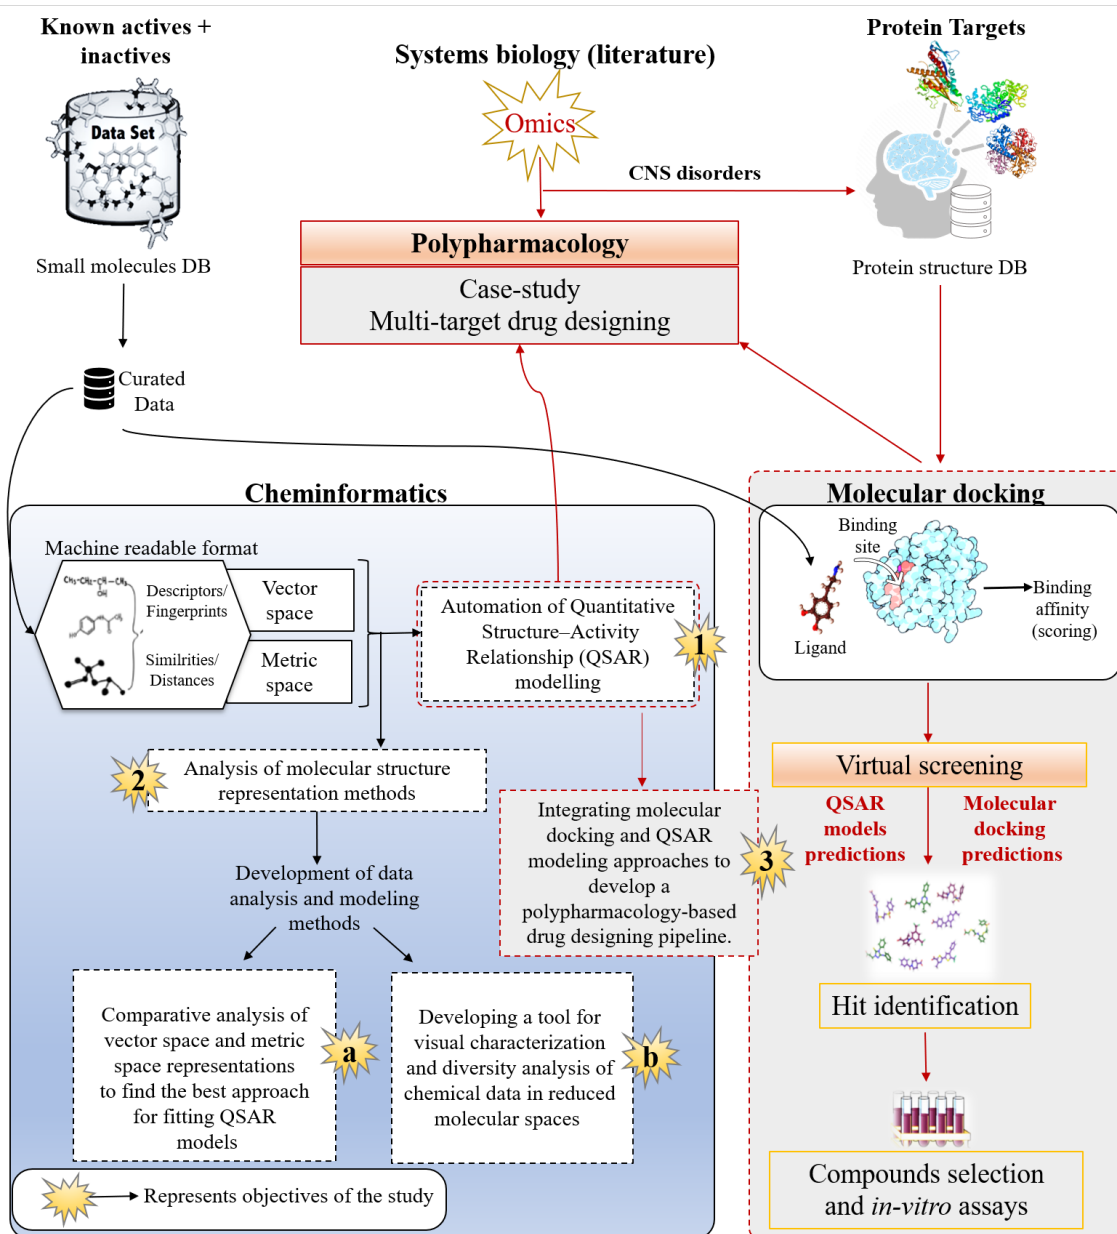 Known actives +
inactives
Data Set
Small molecules DB
Systems biology (literature)
Omics
CNS disorders
Protein Targets
Protein structure DB
Polypharmacology
Case-study
Multi-target drug designing
Curated
Data
Cheminformatics
Machine readable format
CH₃-CH₂-CH-CH₃
OH
Descriptors/
Fingerprints
Similrities/
Distances
Vector
space
Metric
space
Automation of Quantitative
Structure–Activity
Relationship (QSAR)
modelling
1
2
Analysis of molecular structure
representation methods
Development of data
analysis and modeling
methods
Integrating molecular
docking and QSAR
modeling approaches to
develop a
polypharmacology-based
drug designing pipeline.
3
Comparative analysis of
vector space and metric
space representations
to find the best approach
for fitting QSAR
models
a
Developing a tool for
visual characterization
and diversity analysis of
chemical data in reduced
molecular spaces
b
Represents objectives of the study
Molecular docking
Binding
site
Ligand
Binding
affinity
(scoring)
Virtual screening
QSAR
models
predictions
Molecular
docking
predictions
Hit identification
Compounds selection
and in-vitro assays